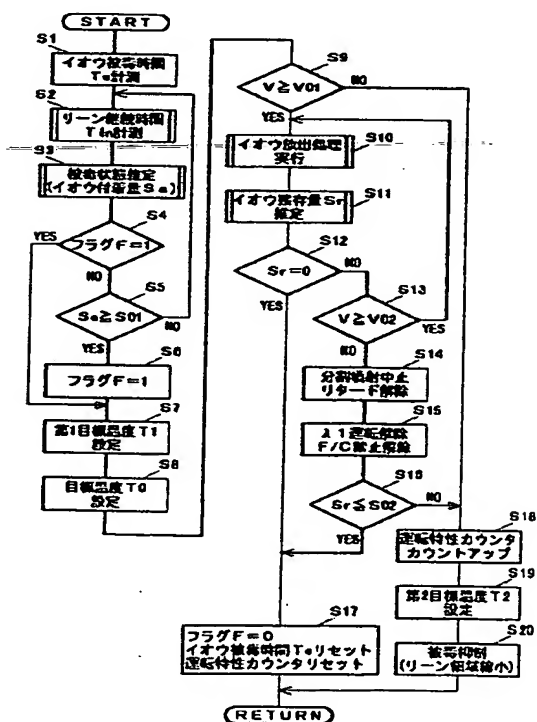 START
S1
イオウ被毒時間
Te計測
S2
リーン継続時間
Tln計測
S3
被毒状態推定
(イオウ付着量Sa)
S4
YES
フラグF=1
NO
S5
Sa≧S01
NO
YES
S6
フラグF=1
S7
第1目標温度T1
設定
S8
目標温度T0
設定
S9
V≧V01
NO
YES
S10
イオウ放出処理
実行
S11
イオウ残存量Sr
推定
S12
Sr=0
NO
YES
S13
V≧V02
YES
NO
S14
分割噴射中止
リタード解除
S15
λ1運転解除
F/C禁止解除
S16
Sr≦S02
NO
YES
S17
フラグF=0
イオウ被毒時間Teリセット
運転特性カウンタリセット
S18
運転特性カウンタ
カウントアップ
S19
第2目標温度T2
設定
S20
被毒抑制
(リーン領域縮小)
RETURN